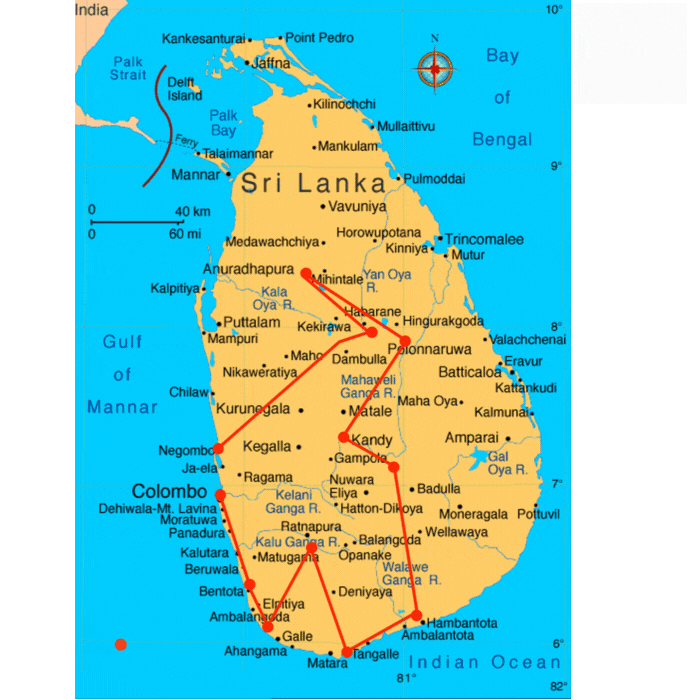 India
10°
Kankesanturai
Point Pedro
N
Jaffna
Palk
Strait
Bay
of
Bengal
Delft
Island
Kilinochchi
Palk
Bay
Mullaittivu
Ferry
Mankulam
Talaimannar
9°
Mannar
Sri Lanka
Pulmoddai
0 40 km
0 60 mi
Vavuniya
Medawachchiya
Horowupotana
Trincomalee
Kinniya
Mutur
Anuradhapura
Mihintale
Yan Oya
R.
Kalpitiya
Kala
Oya R.
Habarane
Puttalam
Kekirawa
Hingurakgoda
8°
Mampuri
Valachchenai
Gulf
of
Mannar
Maho
Dambulla
Polonnaruwa
Eravur
Nikaweratiya
Batticaloa
Kattankudi
Mahaweli
Ganga R.
Chilaw
Kurunegala
Matale
Maha Oya
Kalmunai
Negombo
Kegalla
Kandy
Amparai
Gampola
Gal
Oya R.
Ja-ela
Ragama
Nuwara
Eliya
Badulla
7°
Colombo
Kelani
Ganga R.
Hatton-Dikoya
Moneragala
Pottuvil
Dehiwala-Mt. Lavina
Moratuwa
Panadura
Ratnapura
Wellawaya
Kalu Ganga R.
Balangoda
Kalutara
Matugama
Opanake
Beruwala
Walawe
Ganga R.
Bentota
Deniyaya
Elpitiya
Ambalangoda
Hambantota
Galle
Ambalantota
6°
Ahangama
Matara
Tangalle
Indian Ocean
81°
82°